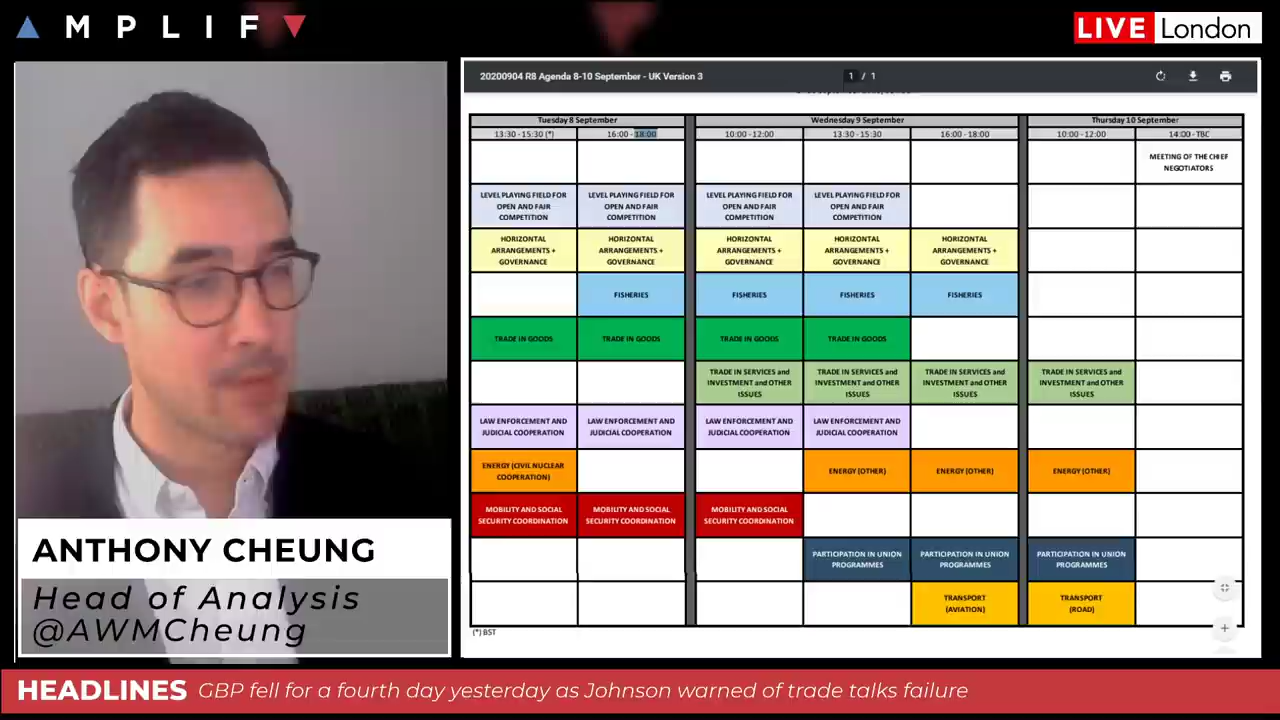 AMPLIFY
LIVE London
20200904 R8 Agenda 8-10 September - UK Version 3
1 / 1
Tuesday 8 September
Wednesday 9 September
Thursday 10 September
13:30 - 15:30 (*)
16:00 - 18:00
10:00 - 12:00
13:30 - 15:30
16:00 - 18:00
10:00 - 12:00
14:00 - TBC
MEETING OF THE CHIEF
NEGOTIATORS
LEVEL PLAYING FIELD FOR
OPEN AND FAIR
COMPETITION
LEVEL PLAYING FIELD FOR
OPEN AND FAIR
COMPETITION
LEVEL PLAYING FIELD FOR
OPEN AND FAIR
COMPETITION
LEVEL PLAYING FIELD FOR
OPEN AND FAIR
COMPETITION
HORIZONTAL
ARRANGEMENTS +
GOVERNANCE
HORIZONTAL
ARRANGEMENTS +
GOVERNANCE
HORIZONTAL
ARRANGEMENTS +
GOVERNANCE
HORIZONTAL
ARRANGEMENTS +
GOVERNANCE
HORIZONTAL
ARRANGEMENTS +
GOVERNANCE
FISHERIES
FISHERIES
FISHERIES
FISHERIES
TRADE IN GOODS
TRADE IN GOODS
TRADE IN GOODS
TRADE IN GOODS
TRADE IN SERVICES and
INVESTMENT and OTHER
ISSUES
TRADE IN SERVICES and
INVESTMENT and OTHER
ISSUES
TRADE IN SERVICES and
INVESTMENT and OTHER
ISSUES
TRADE IN SERVICES and
INVESTMENT and OTHER
ISSUES
LAW ENFORCEMENT AND
JUDICIAL COOPERATION
LAW ENFORCEMENT AND
JUDICIAL COOPERATION
LAW ENFORCEMENT AND
JUDICIAL COOPERATION
LAW ENFORCEMENT AND
JUDICIAL COOPERATION
ENERGY (CIVIL NUCLEAR
COOPERATION)
ENERGY (OTHER)
ENERGY (OTHER)
ENERGY (OTHER)
MOBILITY AND SOCIAL
SECURITY COORDINATION
MOBILITY AND SOCIAL
SECURITY COORDINATION
MOBILITY AND SOCIAL
SECURITY COORDINATION
PARTICIPATION IN UNION
PROGRAMMES
PARTICIPATION IN UNION
PROGRAMMES
PARTICIPATION IN UNION
PROGRAMMES
TRANSPORT
(AVIATION)
TRANSPORT
(ROAD)
(*) BST
ANTHONY CHEUNG
Head of Analysis
@AWMCheung
HEADLINES GBP fell for a fourth day yesterday as Johnson warned of trade talks failure